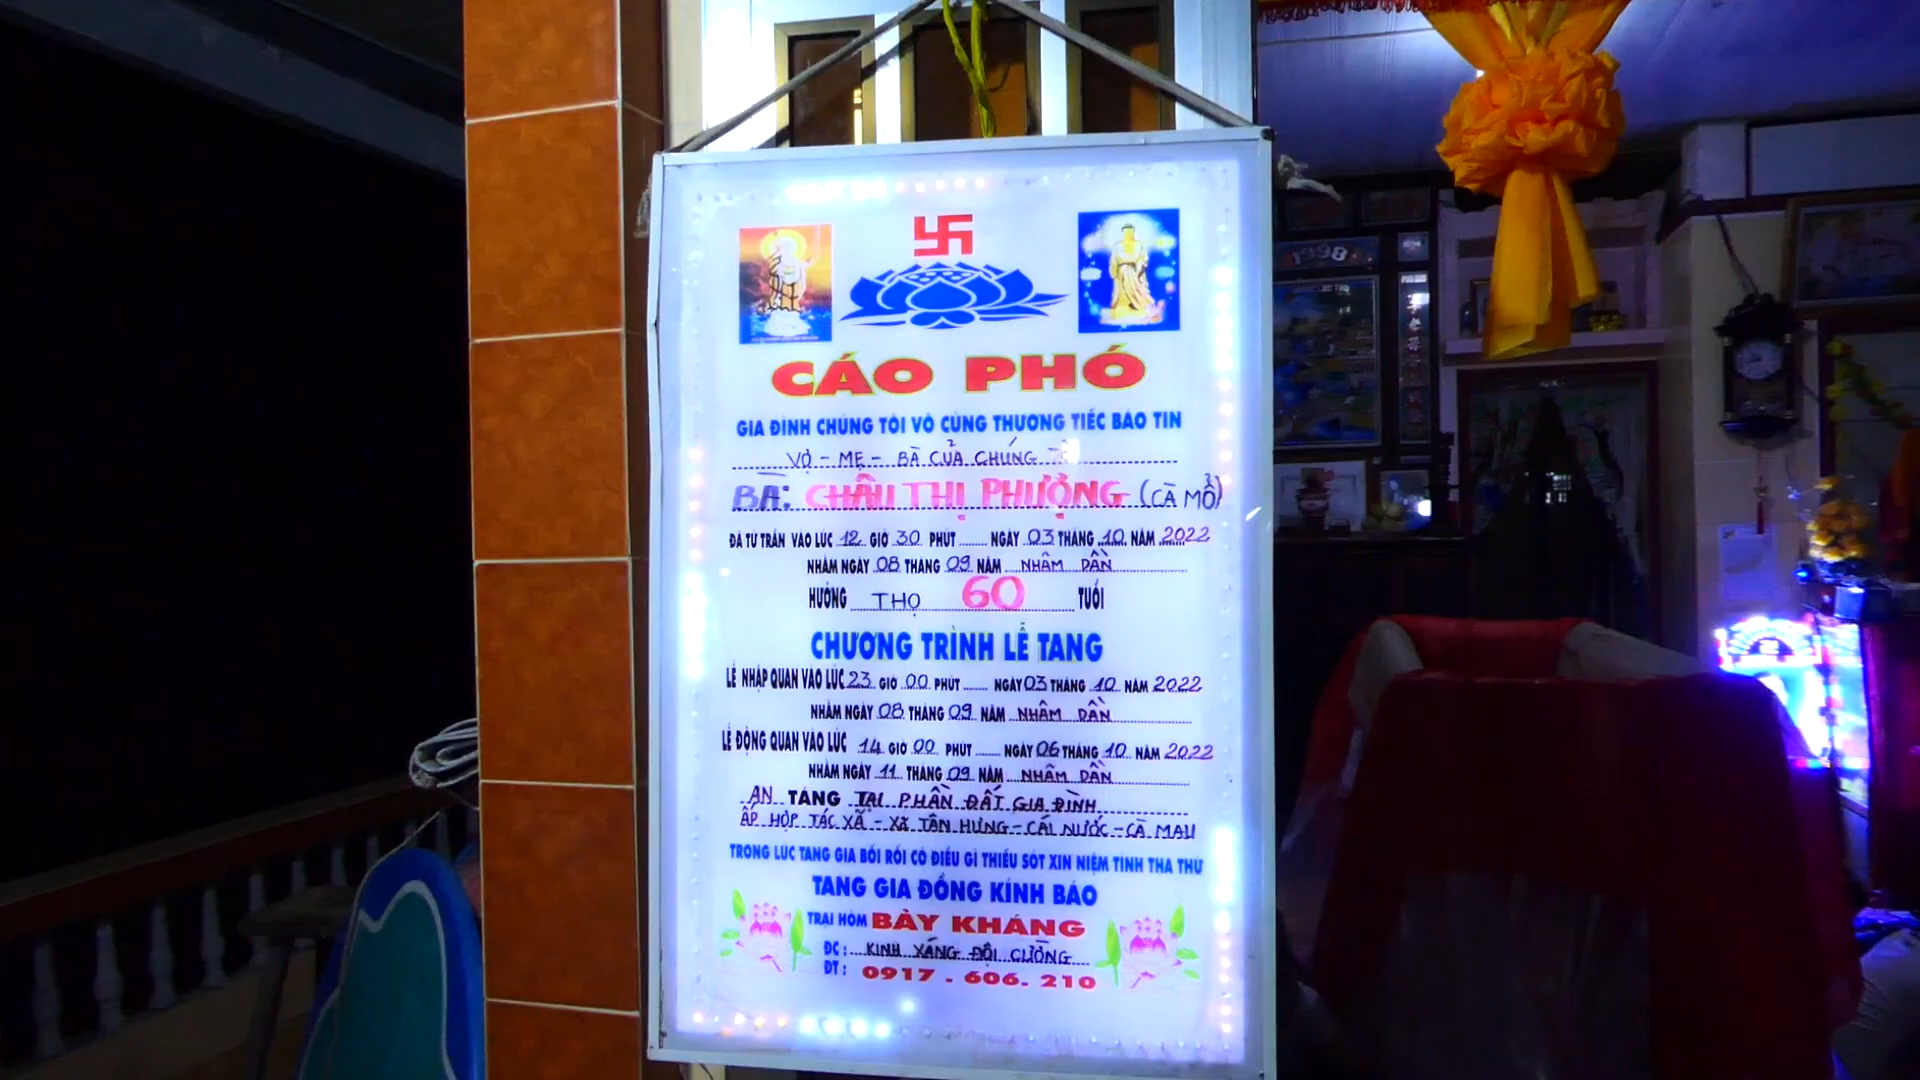 1998
CÁO PHÓ
GIA ĐÌNH CHÚNG TÔI VÔ CÙNG THƯƠNG TIẾC BÁO TIN
VỢ - MẸ - BÀ CỦA CHÚNG
BÀ: CHÂU THỊ PHƯỢNG (CÀ MỔ)
ĐÃ TỪ TRẦN VÀO LÚC 12 GIỜ 30 PHÚT ...... NGÀY 03 THÁNG 10 NĂM 2022
NHẰM NGÀY 08 THÁNG 09 NĂM NHÂM DẦN
HƯỞNG THỌ 60 TUỔI
CHƯƠNG TRÌNH LỄ TANG
LỄ NHẬP QUAN VÀO LÚC 23 GIỜ 00 PHÚT ...... NGÀY 03 THÁNG 10 NĂM 2022
NHẰM NGÀY 08 THÁNG 09 NĂM NHÂM DẦN
LỄ ĐỘNG QUAN VÀO LÚC 14 GIỜ 00 PHÚT ...... NGÀY 06 THÁNG 10 NĂM 2022
NHẰM NGÀY 11 THÁNG 09 NĂM NHÂM DẦN
AN TÁNG TẠI PHẦN ĐẤT GIA ĐÌNH
ẤP HỢP TÁC XÃ - XÃ TÂN HƯNG - CÁI NƯỚC - CÀ MAU
TRONG LÚC TANG GIA BỐI RỐI CÓ ĐIỀU GÌ THIẾU SÓT XIN NIỆM TÌNH THA THỨ
TANG GIA ĐỒNG KÍNH BÁO
TRẠI HÒM BẢY KHÁNG
ĐC: KINH XÁNG ĐỘI CƯỜNG
ĐT: 0917 . 606. 210